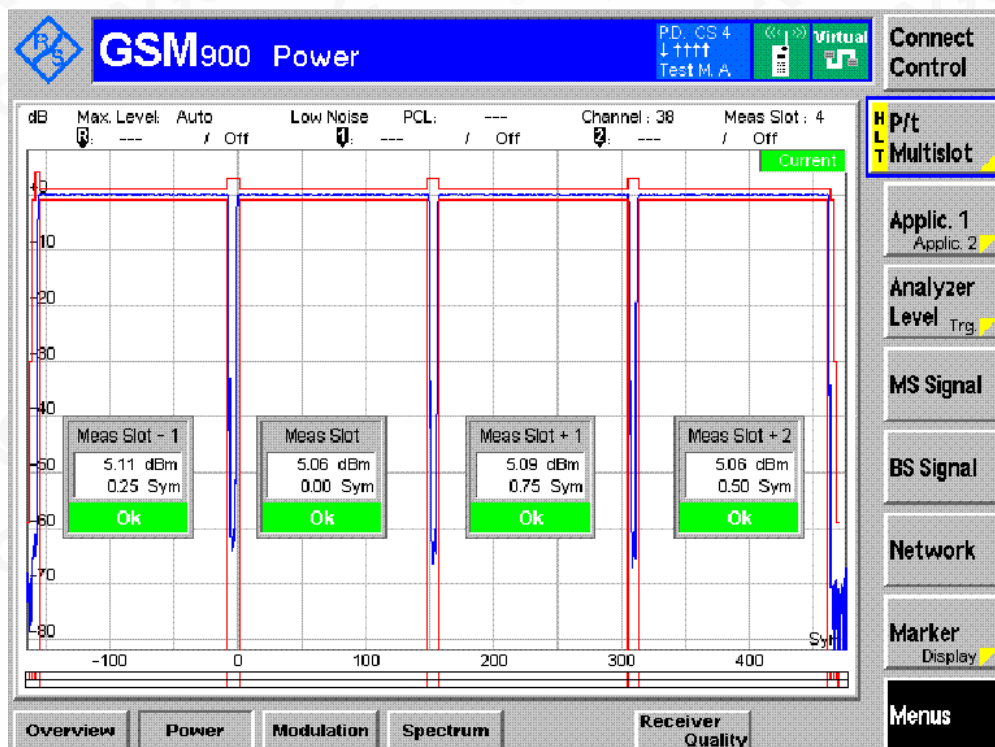 R/S
GSM900 Power
P.D. CS 4
↓ ↑↑↑↑
Test M. A
Virtual
Connect Control
dB Max. Level: Auto Low Noise PCL: --- Channel : 38 Meas Slot : 4
R: --- / Off 1: --- / Off 2: --- / Off
Current
HLT
P/t
Multislot
Applic. 1
Applic. 2
Analyzer
Level Trg.
MS Signal
BS Signal
Network
Marker
Display
Menus
+0
-10
-20
-30
-40
-50
-60
-70
-80
Meas Slot - 1
5.11 dBm
0.25 Sym
Ok
Meas Slot
5.06 dBm
0.00 Sym
Ok
Meas Slot + 1
5.09 dBm
0.75 Sym
Ok
Meas Slot + 2
5.06 dBm
0.50 Sym
Ok
Sym
-100 0 100 200 300 400
Overview Power Modulation Spectrum Receiver
Quality